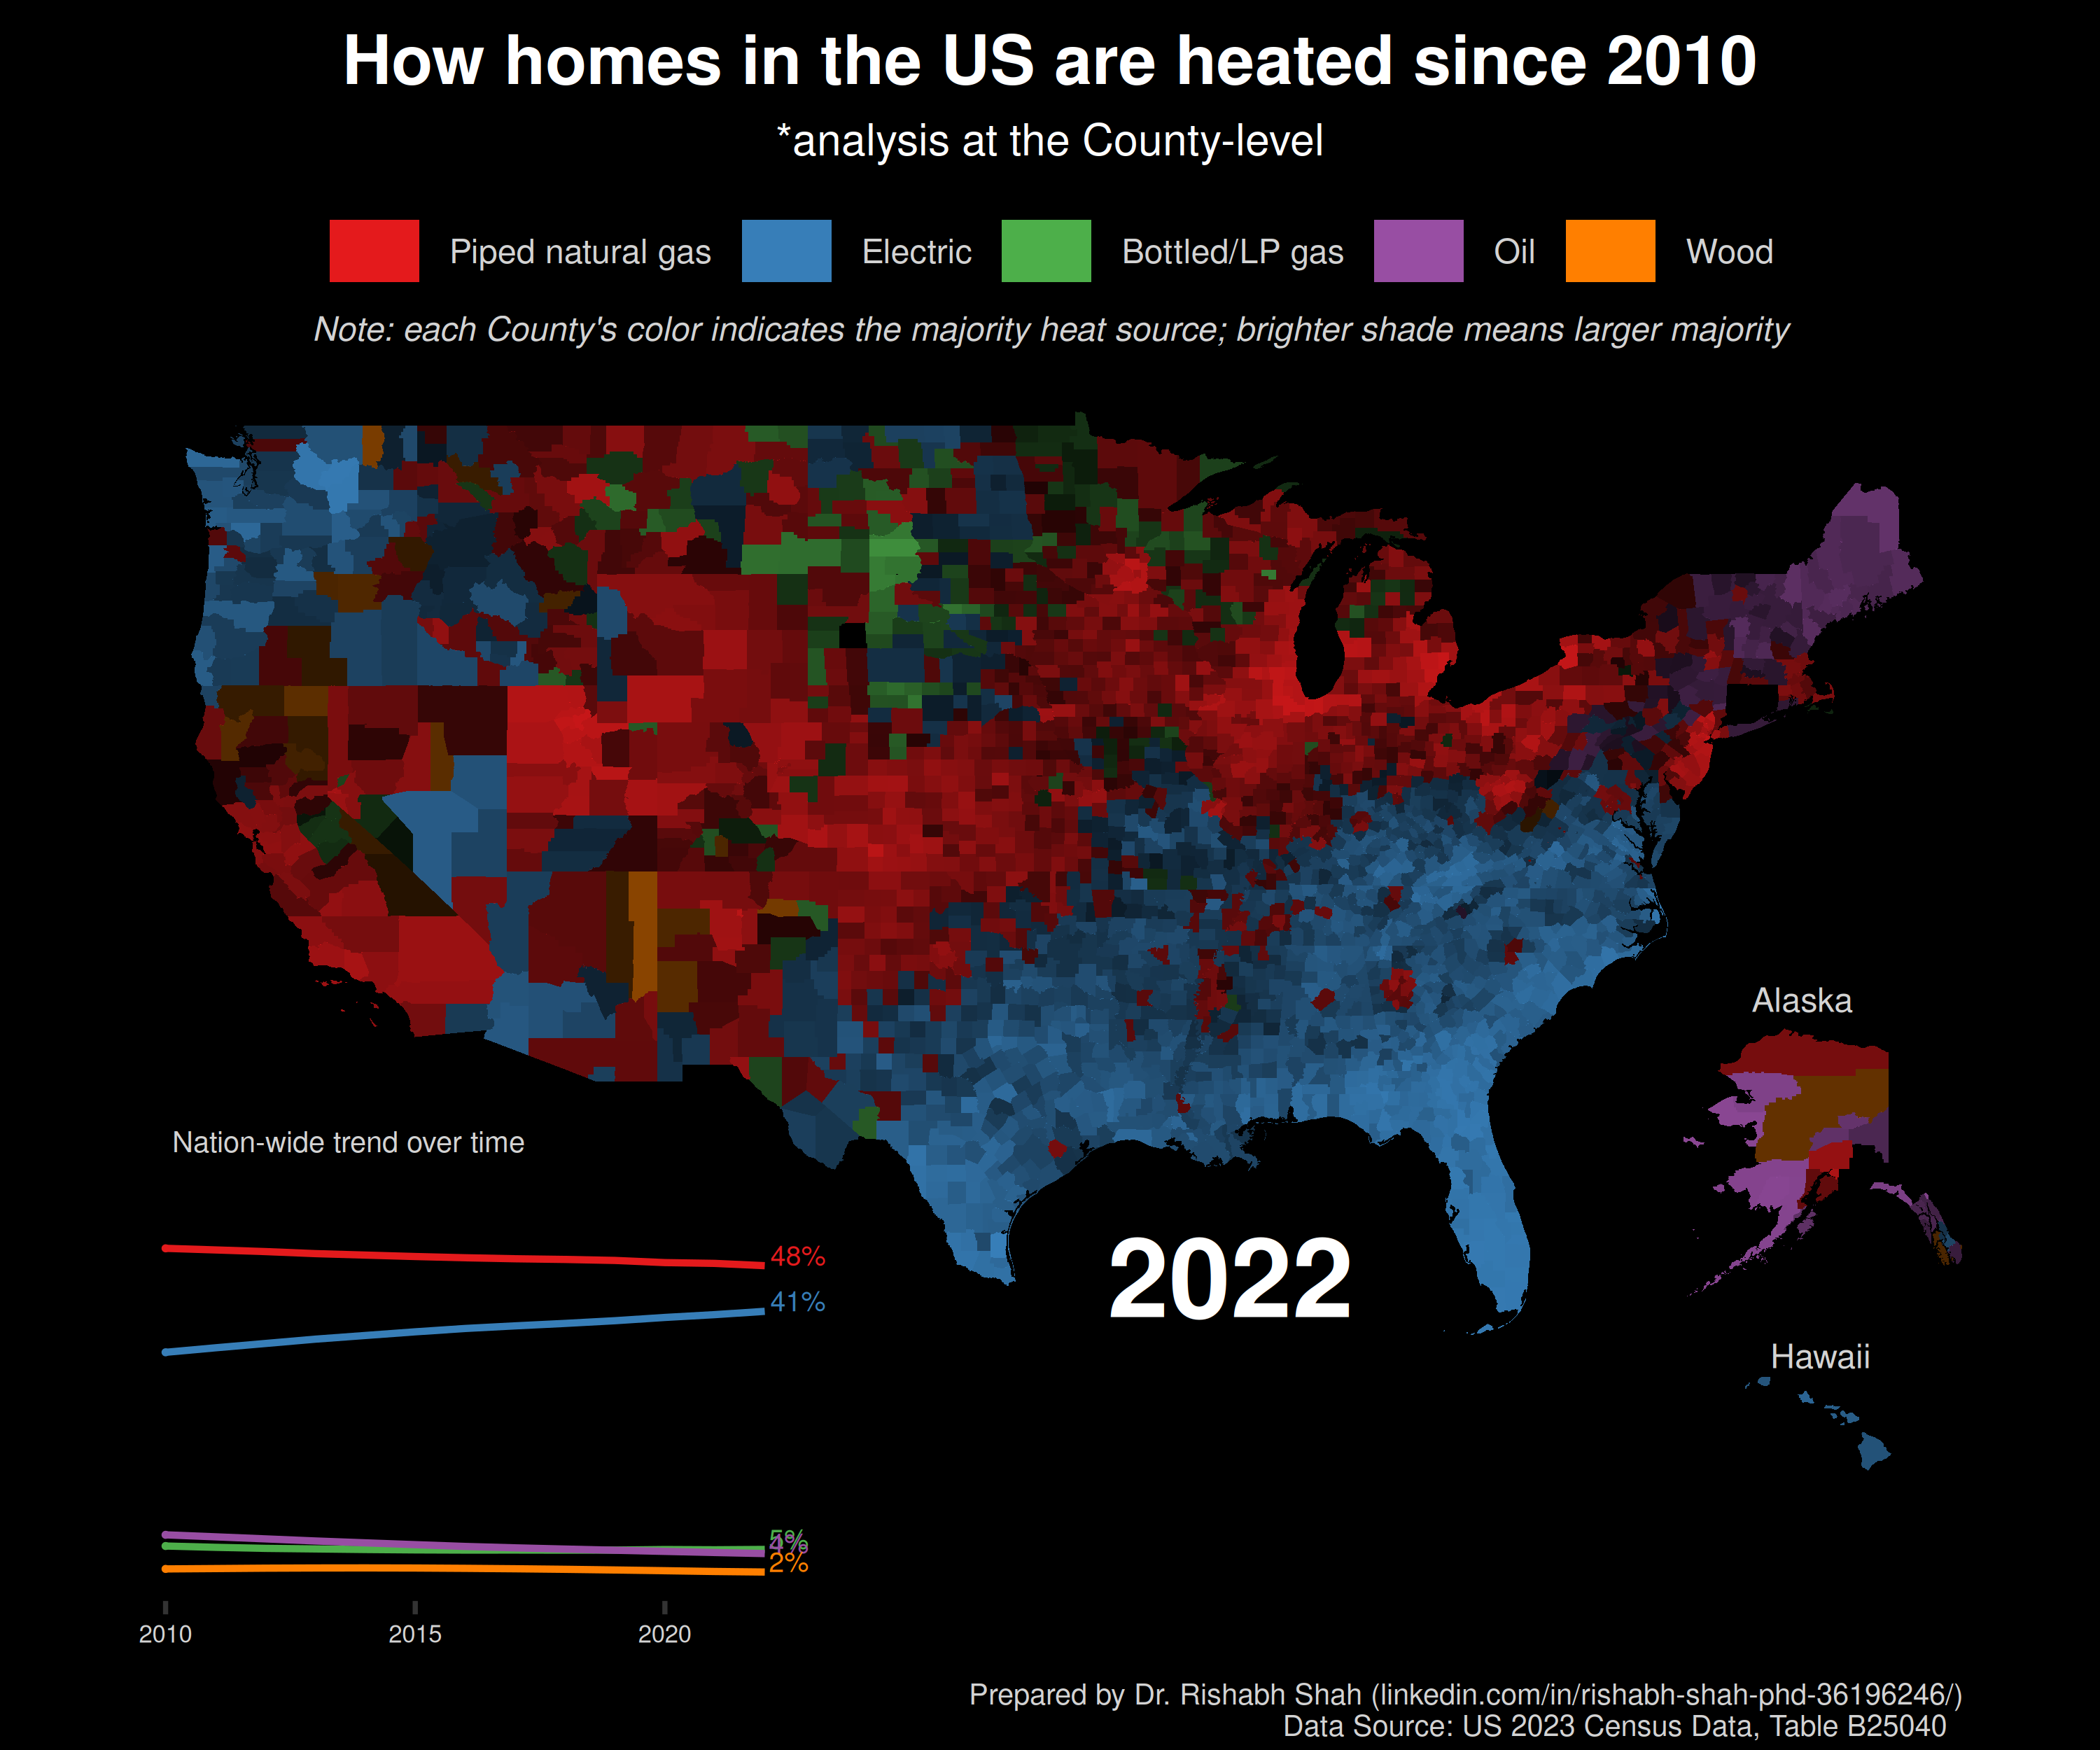 How homes in the US are heated since 2010
*analysis at the County-level
Piped natural gas Electric Bottled/LP gas Oil Wood
Note: each County's color indicates the majority heat source; brighter shade means larger majority
Alaska
Nation-wide trend over time
48%
41%
2022
Hawaii
5%
4%
2%
2010 2015 2020
Prepared by Dr. Rishabh Shah (linkedin.com/in/rishabh-shah-phd-36196246/)
Data Source: US 2023 Census Data, Table B25040